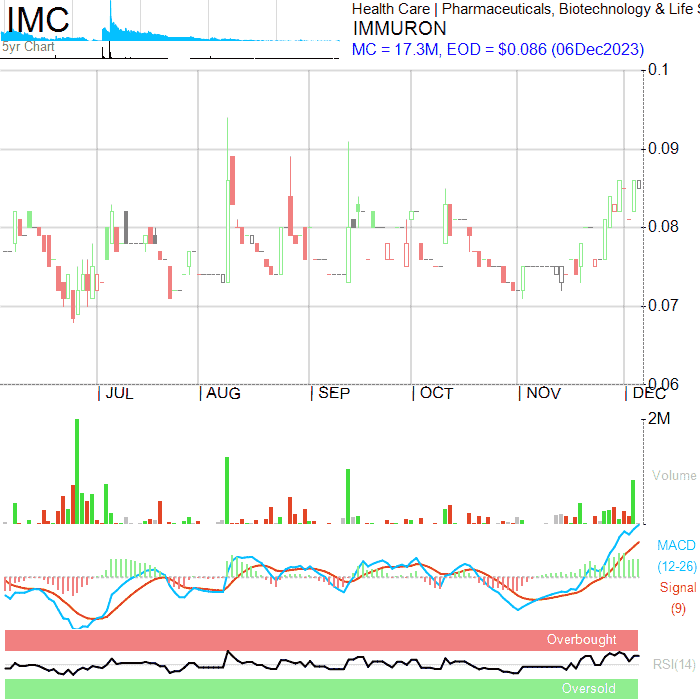 IMC
5yr Chart
Health Care | Pharmaceuticals, Biotechnology & Life S
IMMURON
MC = 17.3M, EOD = $0.086 (06Dec2023)
0.1
0.09
0.08
0.07
0.06
JUL AUG SEP OCT NOV DEC
2M
Volume
MACD
(12-26)
Signal
(9)
Overbought
RSI(14)
Oversold